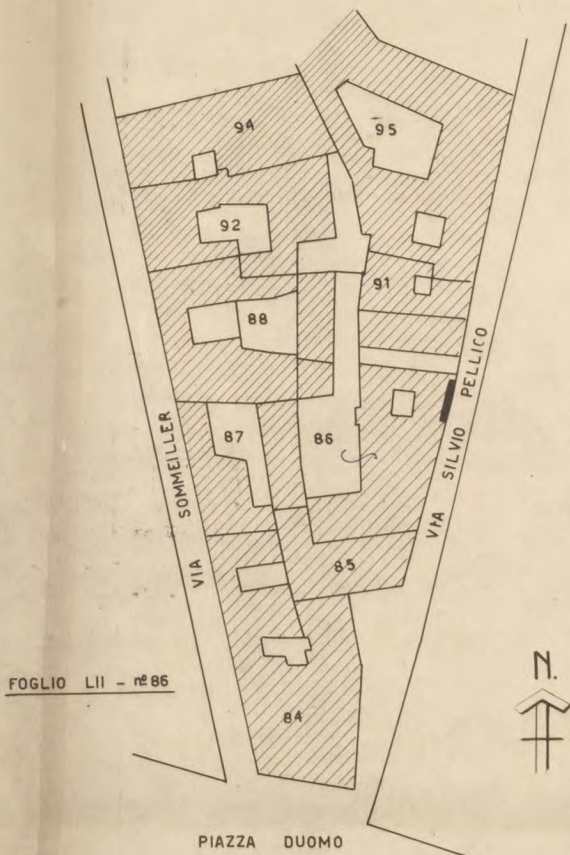 94
95
92
91
88
VIA SOMMEILLER
VIA SILVIO PELLICO
87
86
85
FOGLIO LII - nº 86
N.
84
PIAZZA DUOMO